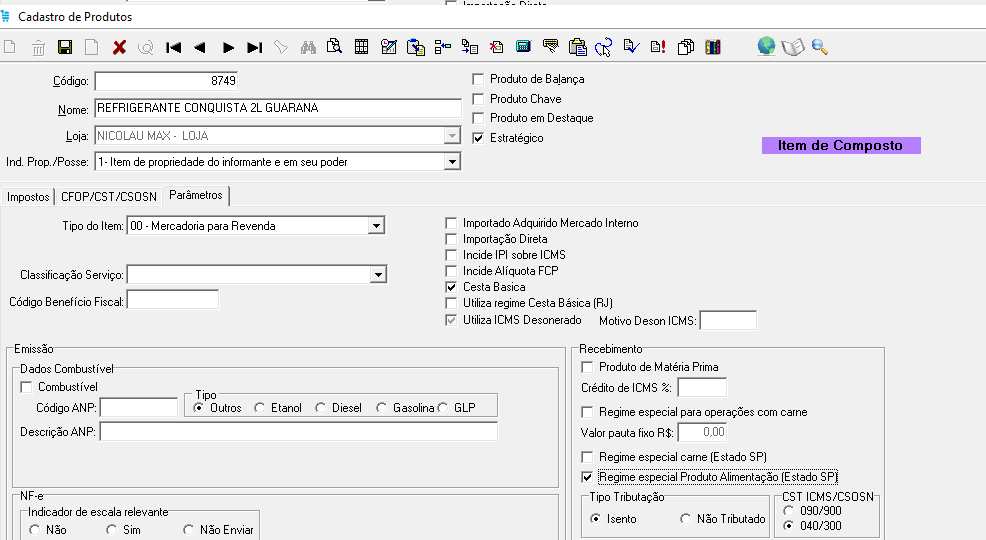 Importação Direta
Cadastro de Produtos
Código: 8749
Nome: REFRIGERANTE CONQUISTA 2L GUARANA
Loja: NICOLAU MAX - LOJA
Ind. Prop./Posse: 1- Item de propriedade do informante e em seu poder
Produto de Balança
Produto Chave
Produto em Destaque
Estratégico
Item de Composto
Impostos CFOP/CST/CSOSN Parâmetros
Tipo do Item: 00 - Mercadoria para Revenda
Classificação Serviço:
Código Benefício Fiscal:
Importado Adquirido Mercado Interno
Importação Direta
Incide IPI sobre ICMS
Incide Alíquota FCP
Cesta Basica
Utiliza regime Cesta Básica (RJ)
Utiliza ICMS Desonerado Motivo Deson ICMS:
Emissão
Dados Combustível
Combustível
Código ANP:
Tipo
Outros Etanol Diesel Gasolina GLP
Descrição ANP:
NF-e
Indicador de escala relevante
Não Sim Não Enviar
Recebimento
Produto de Matéria Prima
Crédito de ICMS %:
Regime especial para operações com carne
Valor pauta fixo R$: 0,00
Regime especial carne (Estado SP)
Regime especial Produto Alimentação (Estado SP)
Tipo Tributação
Isento Não Tributado
CST ICMS/CSOSN
090/900
040/300